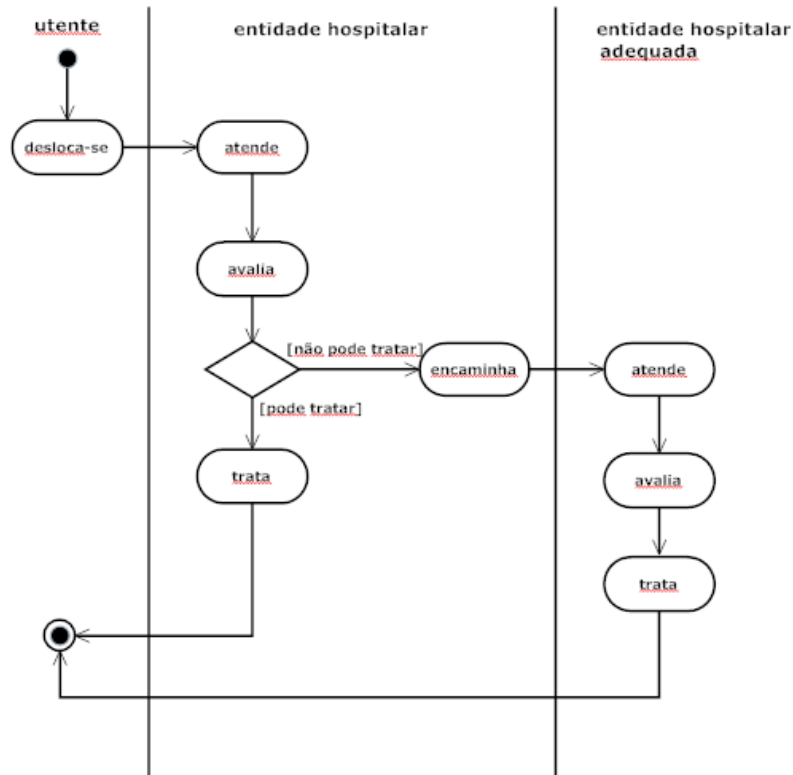 utente
entidade hospitalar
entidade hospitalar
adequada
desloca-se
atende
avalia
[não pode tratar]
encaminha
atende
[pode tratar]
trata
avalia
trata